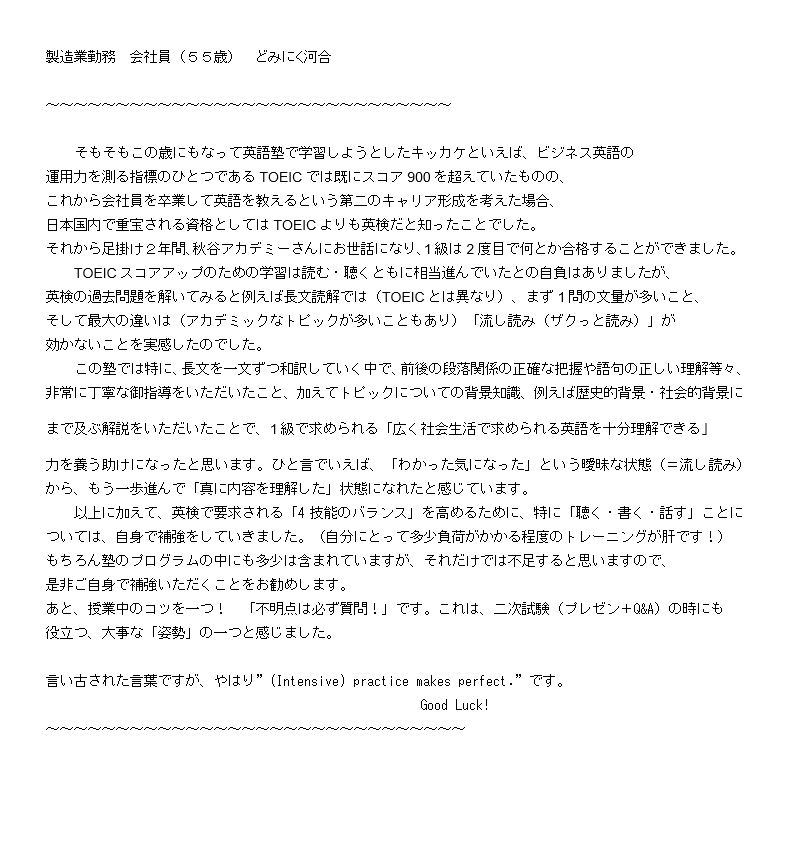 製造業勤務　会社員（５５歳）　どみにく河合
～～～～～～～～～～～～～～～～～～～～～～～～～～～～～
　そもそもこの歳にもなって英語塾で学習しようとしたキッカケといえば、ビジネス英語の
運用力を測る指標のひとつである TOEIC では既にスコア 900 を超えていたものの、
これから会社員を卒業して英語を教えるという第二のキャリア形成を考えた場合、
日本国内で重宝される資格としては TOEIC よりも英検だと知ったことでした。
それから足掛け２年間、秋谷アカデミーさんにお世話になり、1 級は 2 度目で何とか合格することができました。
　TOEIC スコアアップのための学習は読む・聴くともに相当進んでいたとの自負はありましたが、
英検の過去問題を解いてみると例えば長文読解では（TOEIC とは異なり）、まず 1 問の文量が多いこと、
そして最大の違いは（アカデミックなトピックが多いこともあり）「流し読み（ザクっと読み）」が
効かないことを実感したのでした。
　この塾では特に、長文を一文ずつ和訳していく中で、前後の段落関係の正確な把握や語句の正しい理解等々、
非常に丁寧な御指導をいただいたこと、加えてトピックについての背景知識、例えば歴史的背景・社会的背景に
まで及ぶ解説をいただいたことで、1 級で求められる「広く社会生活で求められる英語を十分理解できる」
力を養う助けになったと思います。ひと言でいえば、「わかった気になった」という曖昧な状態（＝流し読み）
から、もう一歩進んで「真に内容を理解した」状態になれたと感じています。
　以上に加えて、英検で要求される「4 技能のバランス」を高めるために、特に「聴く・書く・話す」ことに
ついては、自身で補強をしていきました。（自分にとって多少負荷がかかる程度のトレーニングが肝です！）
もちろん塾のプログラムの中にも多少は含まれていますが、それだけでは不足すると思いますので、
是非ご自身で補強いただくことをお勧めします。
あと、授業中のコツを一つ！　「不明点は必ず質問！」です。これは、二次試験（プレゼン＋Q&A）の時にも
役立つ、大事な「姿勢」の一つと感じました。
言い古された言葉ですが、やはり”(Intensive) practice makes perfect.” です。
Good Luck!
～～～～～～～～～～～～～～～～～～～～～～～～～～～～～～